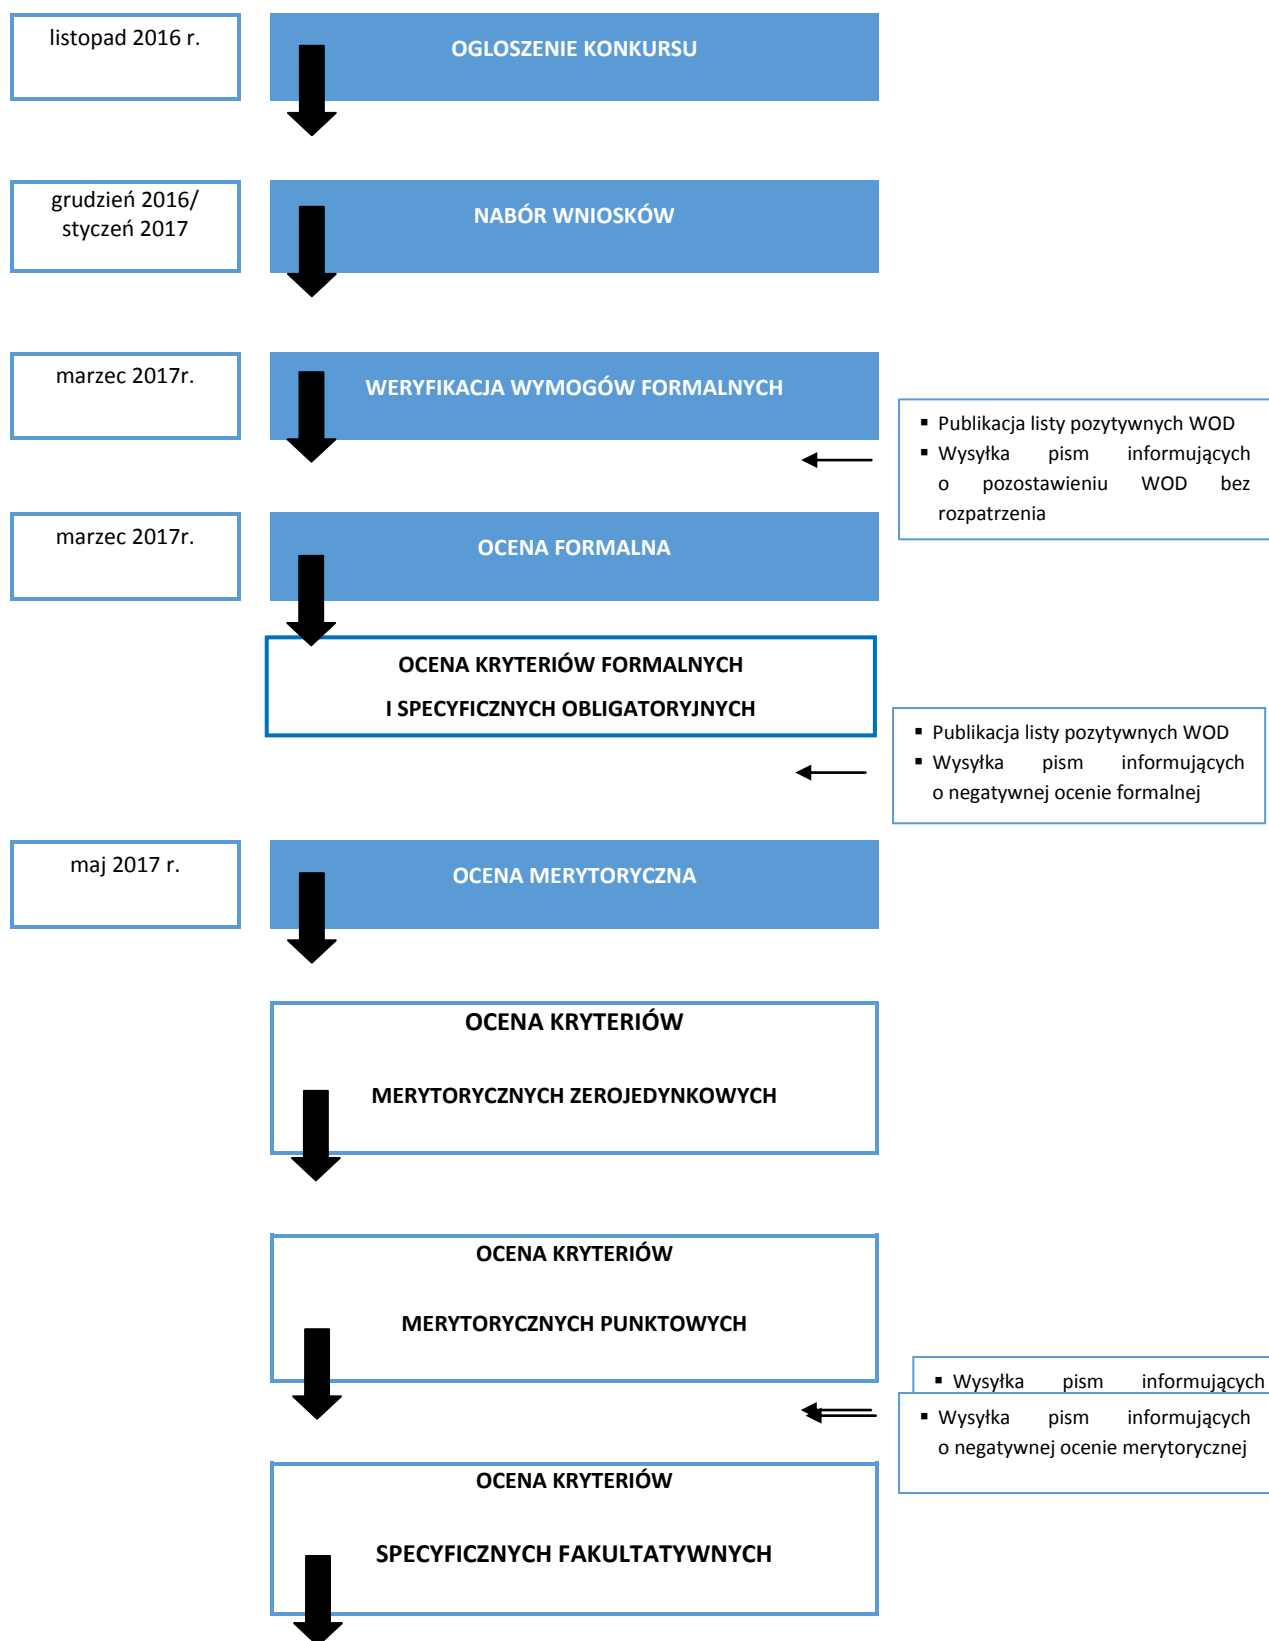 listopad 2016 r.
OGLOSZENIE KONKURSU
grudzień 2016/
styczeń 2017
NABÓR WNIOSKÓW
marzec 2017r.
WERYFIKACJA WYMOGÓW FORMALNYCH
▪ Publikacja listy pozytywnych WOD
▪ Wysyłka pism informujących
o pozostawieniu WOD bez
rozpatrzenia
marzec 2017r.
OCENA FORMALNA
OCENA KRYTERIÓW FORMALNYCH
I SPECYFICZNYCH OBLIGATORYJNYCH
▪ Publikacja listy pozytywnych WOD
▪ Wysyłka pism informujących
o negatywnej ocenie formalnej
maj 2017 r.
OCENA MERYTORYCZNA
OCENA KRYTERIÓW
MERYTORYCZNYCH ZEROJEDYNKOWYCH
OCENA KRYTERIÓW
MERYTORYCZNYCH PUNKTOWYCH
▪ Wysyłka pism informujących
▪ Wysyłka pism informujących
o negatywnej ocenie merytorycznej
OCENA KRYTERIÓW
SPECYFICZNYCH FAKULTATYWNYCH